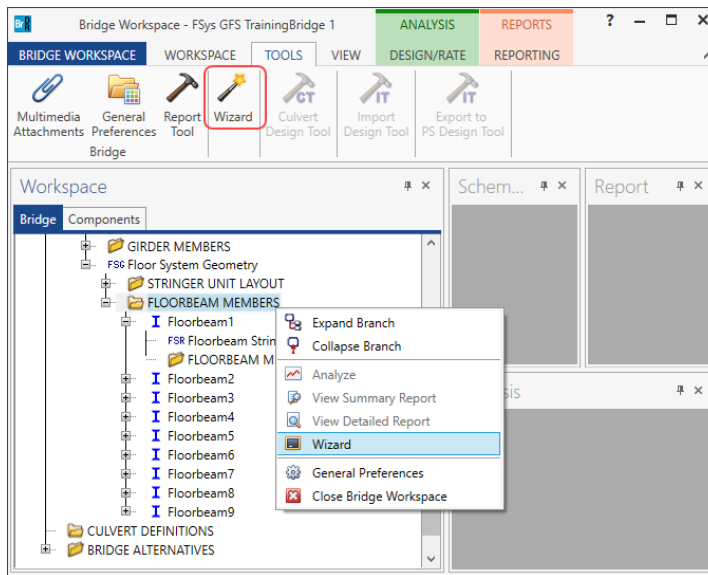 Br Bridge Workspace - FSys GFS TrainingBridge 1 ANALYSIS REPORTS ?
BRIDGE WORKSPACE WORKSPACE TOOLS VIEW DESIGN/RATE REPORTING
Multimedia Attachments General Preferences Report Tool Wizard Culvert Design Tool Import Design Tool Export to PS Design Tool
CT IT IT
Bridge
Workspace Schem... Report
Bridge Components
GIRDER MEMBERS
FSG Floor System Geometry
STRINGER UNIT LAYOUT
FLOORBEAM MEMBERS
Floorbeam1
FSR Floorbeam Strin
FLOORBEAM M
Floorbeam2
Floorbeam3
Floorbeam4
Floorbeam5
Floorbeam6
Floorbeam7
Floorbeam8
Floorbeam9
CULVERT DEFINITIONS
BRIDGE ALTERNATIVES
Expand Branch
Collapse Branch
Analyze
View Summary Report
View Detailed Report
Wizard
General Preferences
Close Bridge Workspace
sis